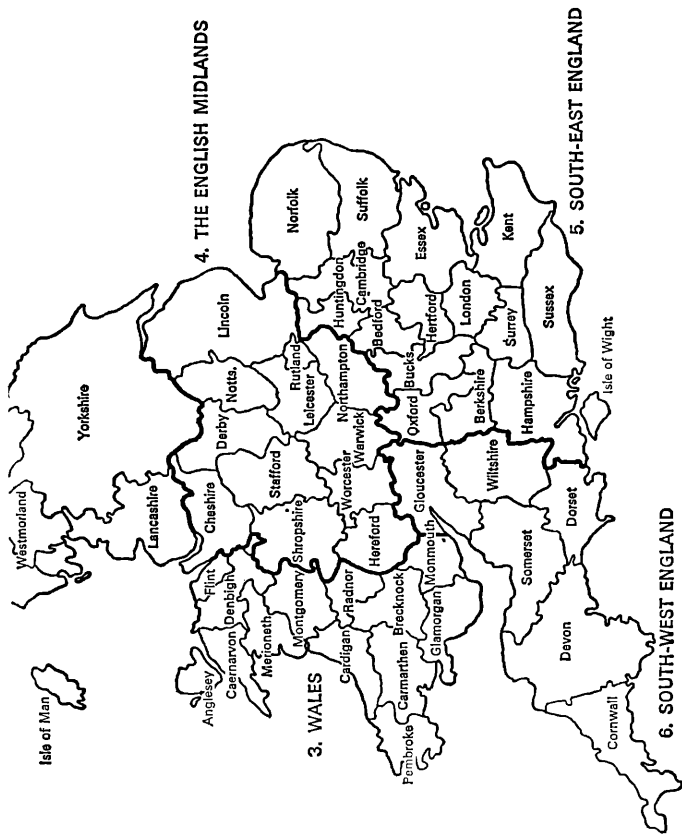 4. THE ENGLISH MIDLANDS
5. SOUTH-EAST ENGLAND
6. SOUTH-WEST ENGLAND
3. WALES
Isle of Man
Westmorland
Yorkshire
Lancashire
Cheshire
Derby
Notts.
Lincoln
Stafford
Shropshire
Leicester
Rutland
Northampton
Warwick
Worcester
Hereford
Norfolk
Suffolk
Cambridge
Huntingdon
Bedford
Essex
Hertford
Bucks.
Oxford
London
Kent
Surrey
Sussex
Berkshire
Hampshire
Isle of Wight
Gloucester
Wiltshire
Somerset
Dorset
Devon
Cornwall
Anglesey
Flint
Denbigh
Caernarvon
Merioneth
Montgomery
Radnor
Cardigan
Brecknock
Carmarthen
Pembroke
Glamorgan
Monmouth